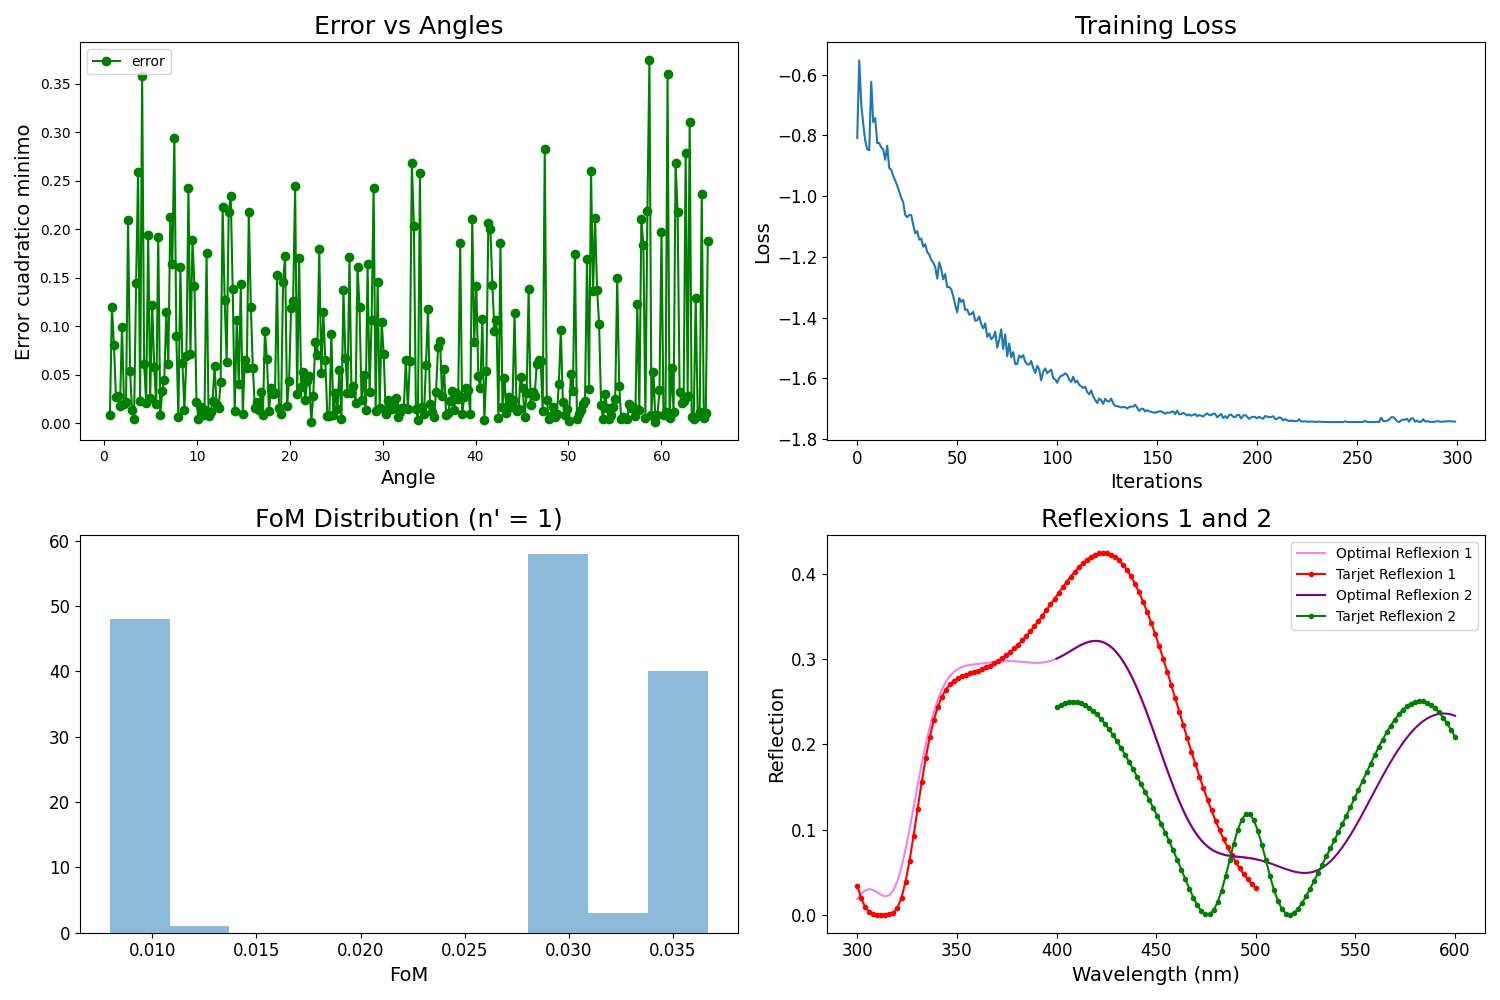 Error vs Angles
error
Error cuadratico minimo
0.35
0.30
0.25
0.20
0.15
0.10
0.05
0.00
0 10 20 30 40 50 60
Angle
Training Loss
Loss
−0.6
−0.8
−1.0
−1.2
−1.4
−1.6
−1.8
0 50 100 150 200 250 300
Iterations
FoM Distribution (n' = 1)
60
50
40
30
20
10
0
0.010 0.015 0.020 0.025 0.030 0.035
FoM
Reflexions 1 and 2
Optimal Reflexion 1
Tarjet Reflexion 1
Optimal Reflexion 2
Tarjet Reflexion 2
Reflection
0.4
0.3
0.2
0.1
0.0
300 350 400 450 500 550 600
Wavelength (nm)